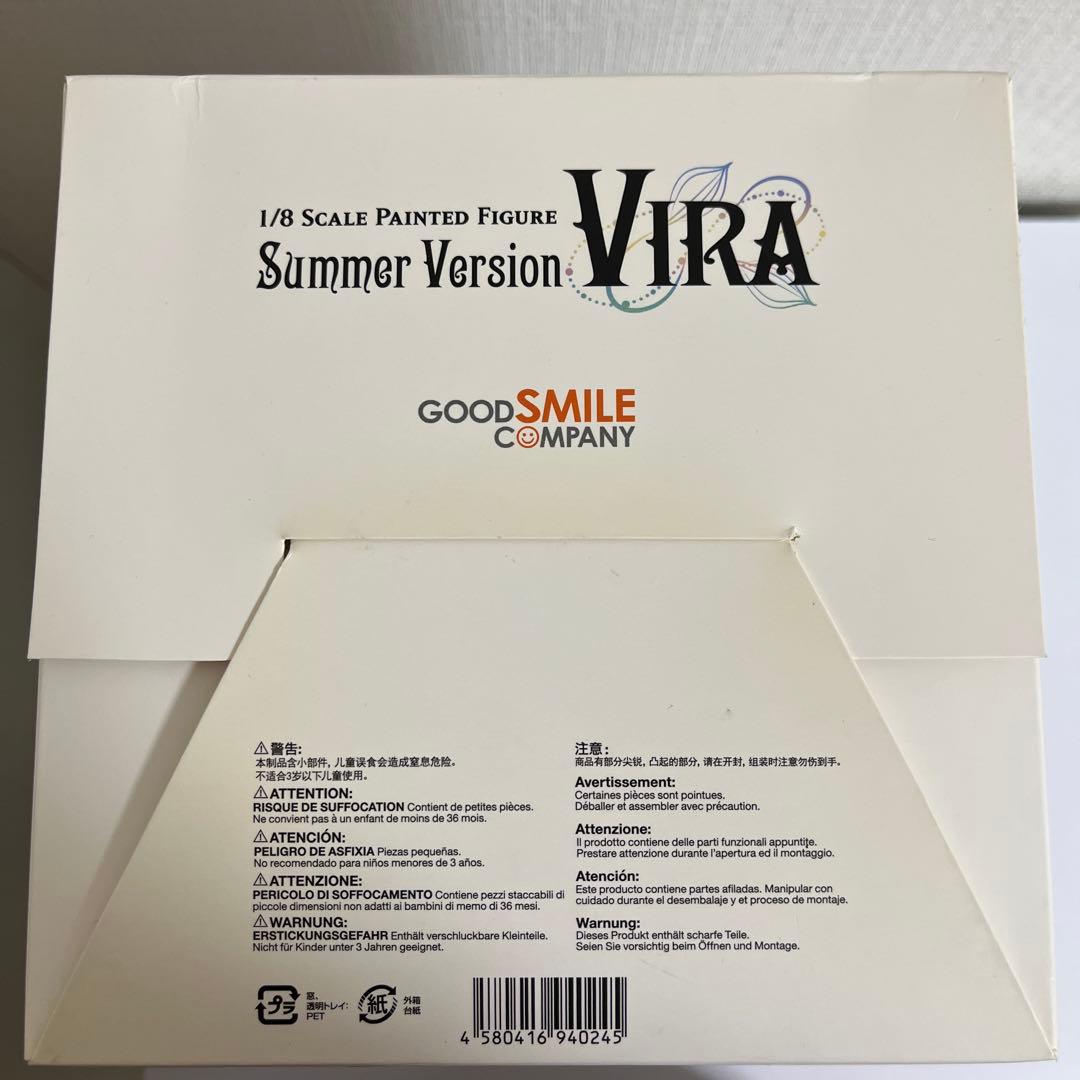 1/8 SCALE PAINTED FIGURE
Summer Version VIRA
GOODSMILE
COMPANY
⚠警告:
本制品含小部件, 儿童误食会造成窒息危险。
不适合3岁以下儿童使用。
⚠ATTENTION:
RISQUE DE SUFFOCATION Contient de petites pièces.
Ne convient pas à un enfant de moins de 36 mois.
⚠ATENCIÓN:
PELIGRO DE ASFIXIA Piezas pequeñas.
No recomendado para niños menores de 3 años.
⚠ATTENZIONE:
PERICOLO DI SOFFOCAMENTO Contiene pezzi staccabili di
piccole dimensioni non adatti ai bambini di memo di 36 mesi.
⚠WARNUNG:
ERSTICKUNGSGEFAHR Enthält verschluckbare Kleinteile.
Nicht für Kinder unter 3 Jahren geeignet.
注意:
商品有部分尖锐, 凸起的部分, 请在开封, 组装时注意勿伤到手。
Avertissement:
Certaines pièces sont pointues.
Déballer et assembler avec précaution.
Attenzione:
Il prodotto contiene delle parti funzionali appuntite.
Prestare attenzione durante l'apertura ed il montaggio.
Atención:
Este producto contiene partes afiladas. Manipular con
cuidado durante el desembalaje y et proceso de montaje.
Warnung:
Dieses Produkt enthält scharfe Teile.
Seien Sie vorsichtig beim Öffnen und Montage.
プラ
窓、
透明トレイ:
PET
紙
外箱
台紙
4 580416 940245